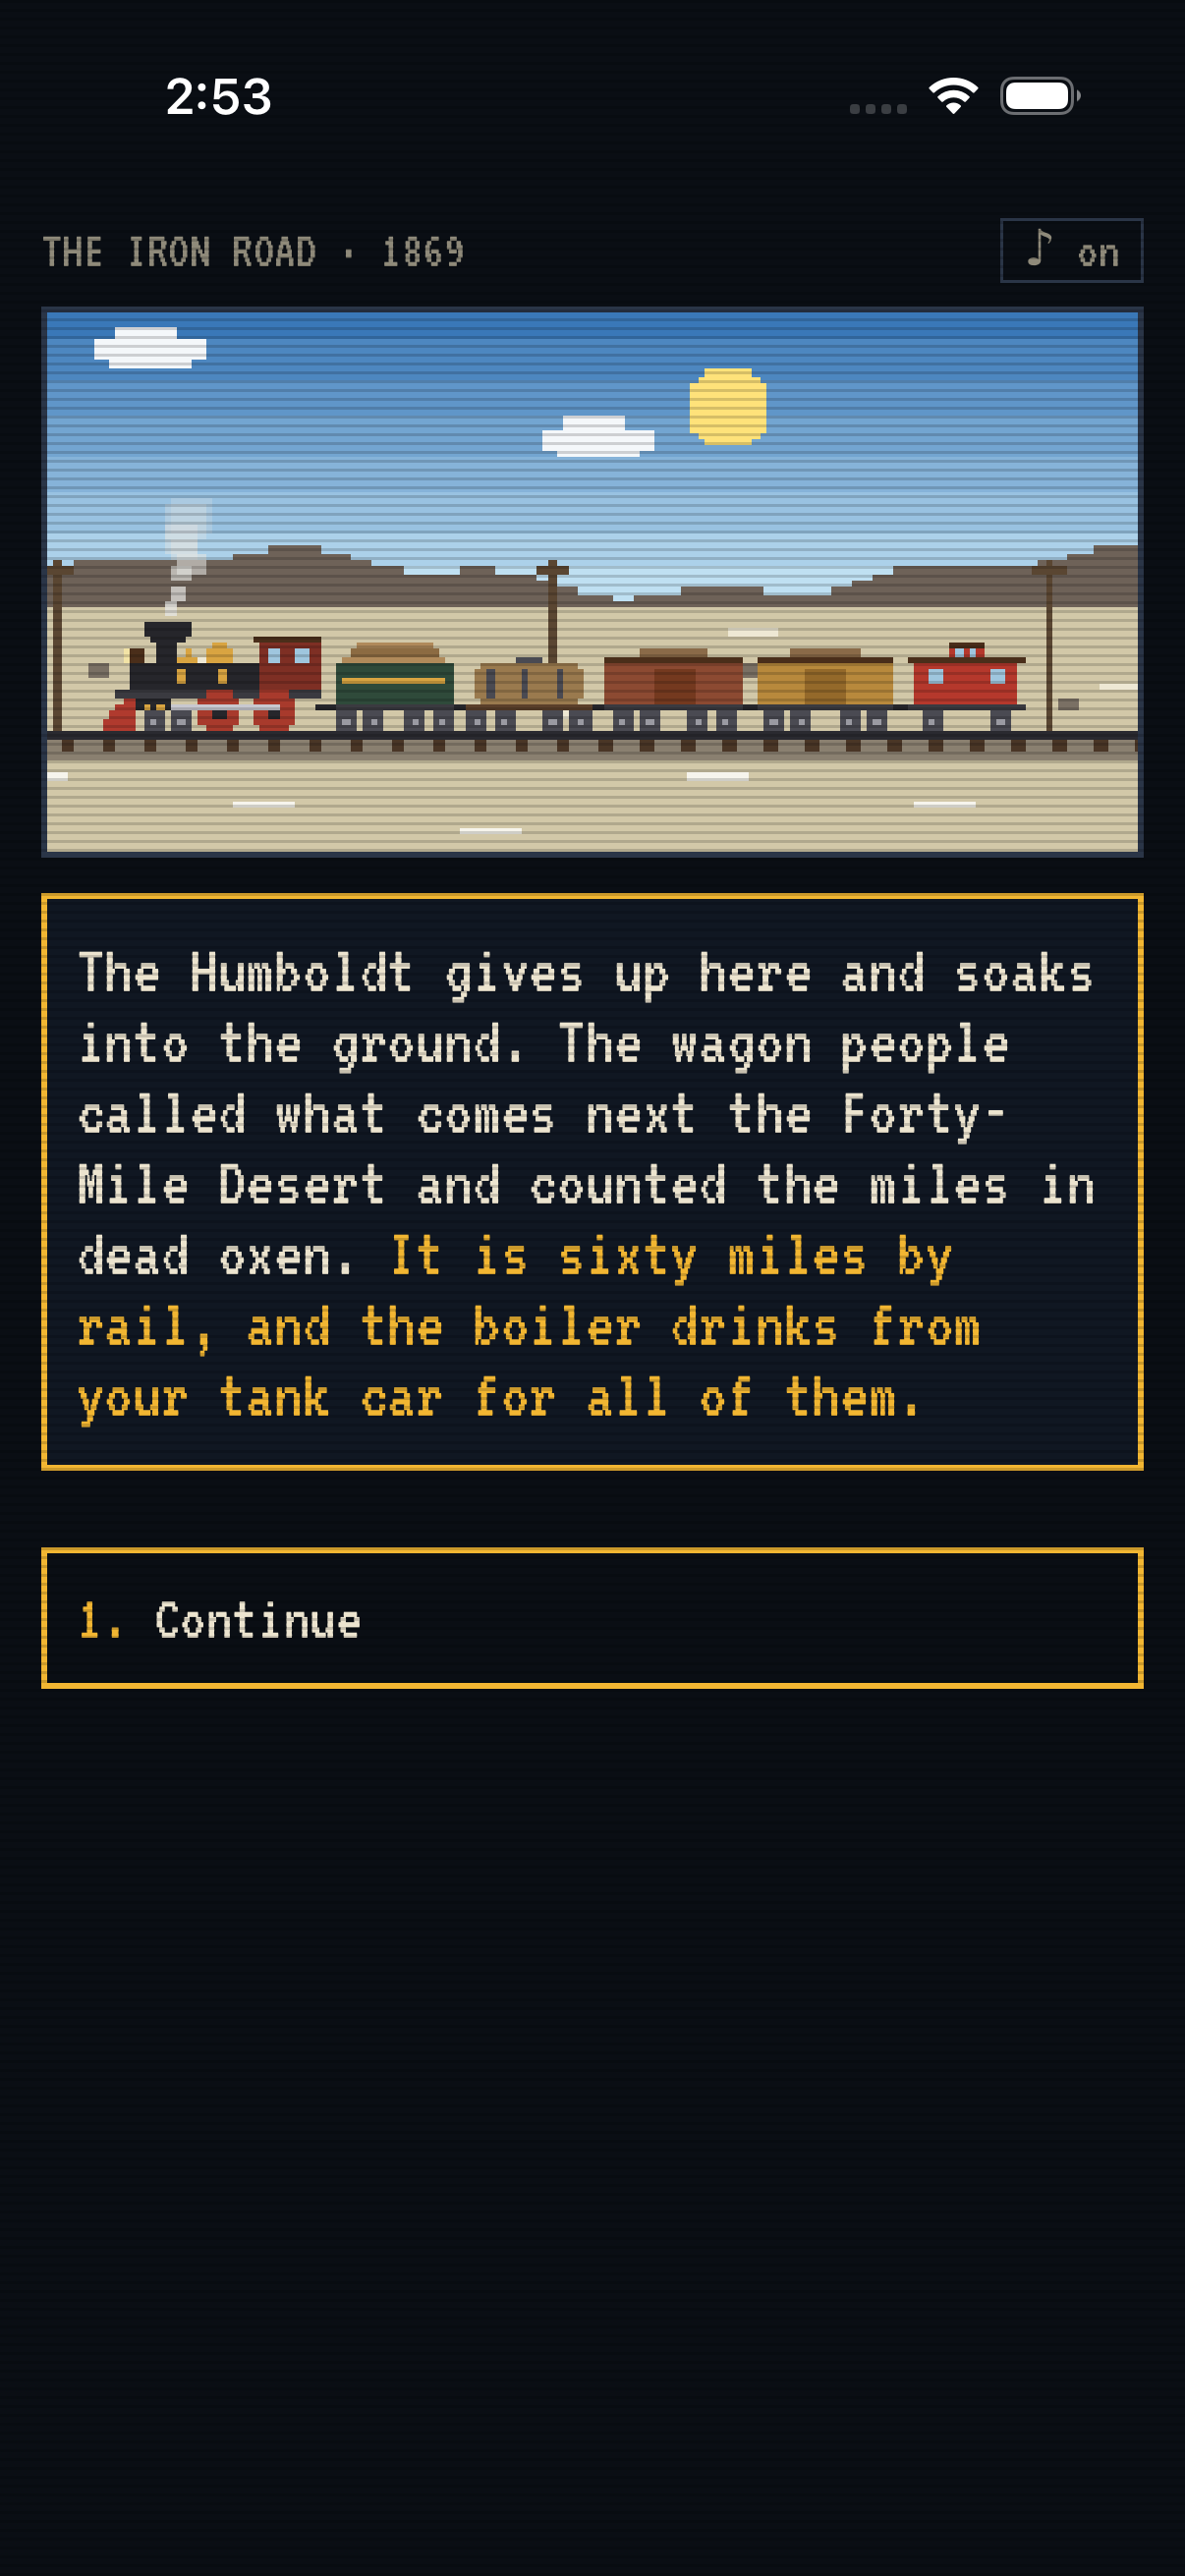 2:53
THE IRON ROAD · 1869
♪ on
The Humboldt gives up here and soaks
into the ground. The wagon people
called what comes next the Forty-
Mile Desert and counted the miles in
dead oxen. It is sixty miles by
rail, and the boiler drinks from
your tank car for all of them.
1. Continue